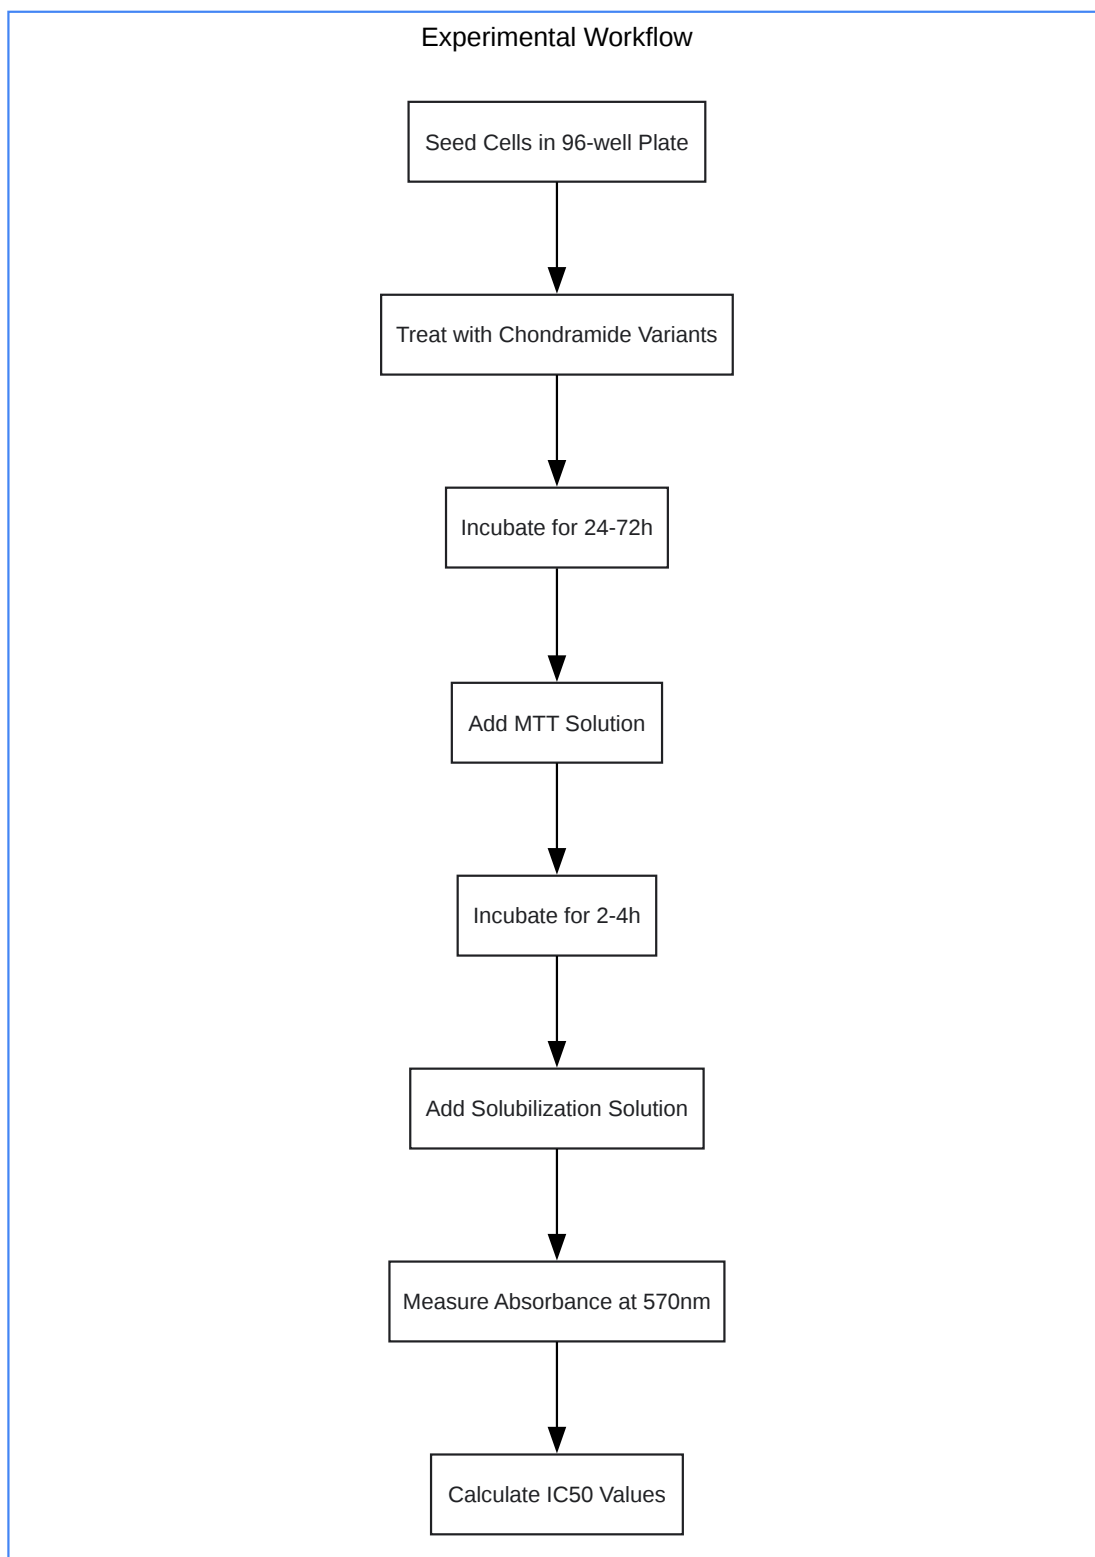 Experimental Workflow
Seed Cells in 96-well Plate
Treat with Chondramide Variants
Incubate for 24-72h
Add MTT Solution
Incubate for 2-4h
Add Solubilization Solution
Measure Absorbance at 570nm
Calculate IC50 Values